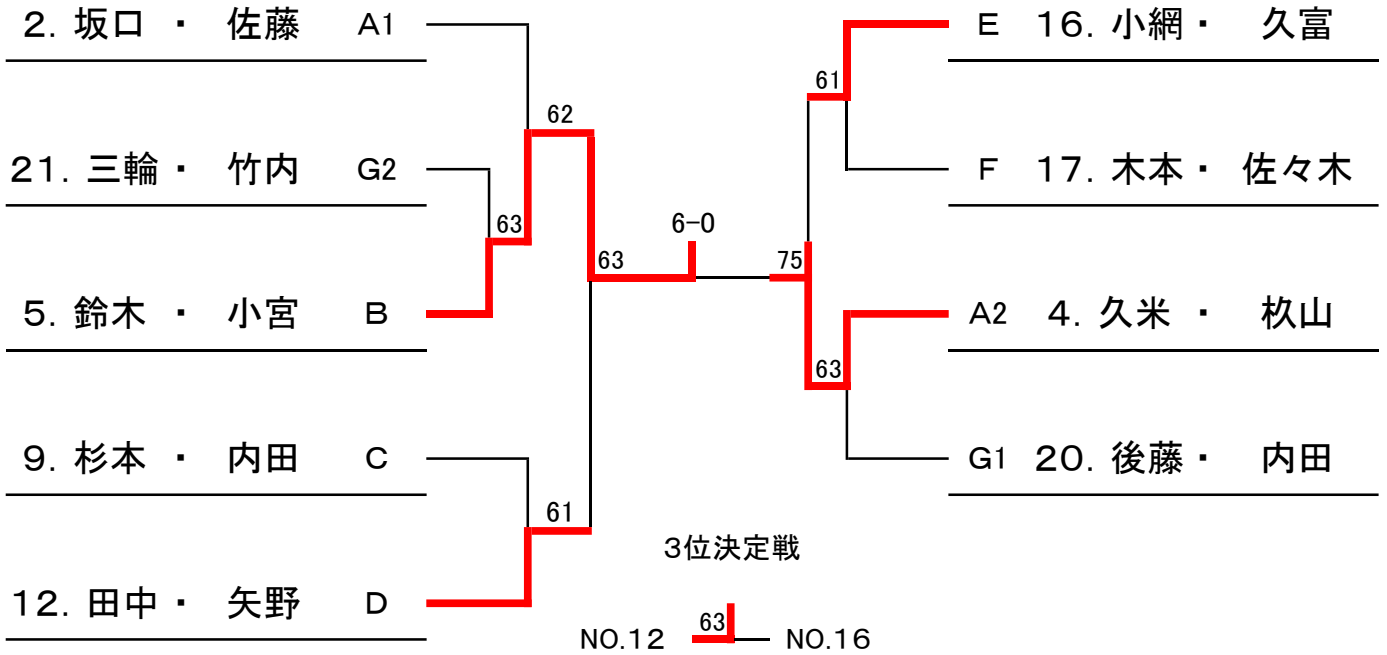 2. 坂口 ・ 佐藤 A1
E 16. 小網・ 久富
61
62
21. 三輪・ 竹内 G2
F 17. 木本・ 佐々木
63
6-0
63
75
5. 鈴木 ・ 小宮 B
A2 4. 久米 ・ 杁山
63
9. 杉本 ・ 内田 C
G1 20. 後藤・ 内田
61
3位決定戦
12. 田中・ 矢野 D
63
NO.12 NO.16